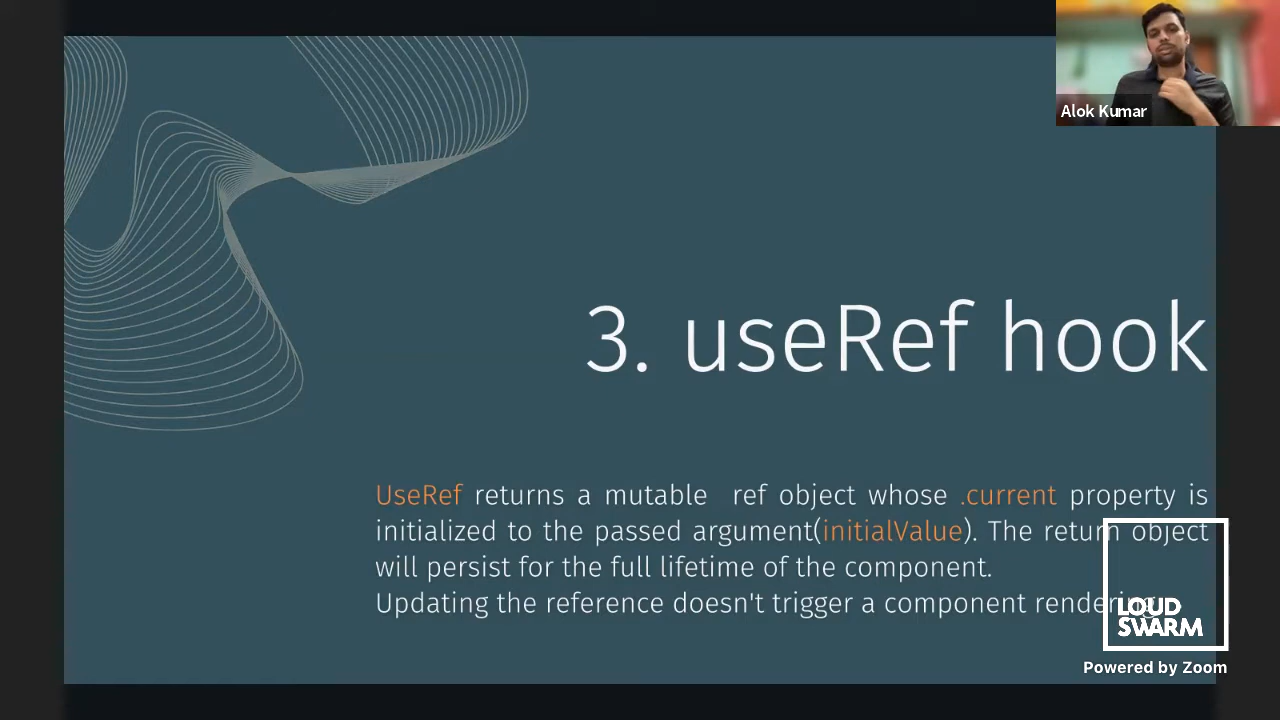 Alok Kumar
3. useRef hook
UseRef returns a mutable ref object whose .current property is
initialized to the passed argument(initialValue). The return object
will persist for the full lifetime of the component.
Updating the reference doesn't trigger a component rendering.
LOUD
SWARM
Powered by Zoom